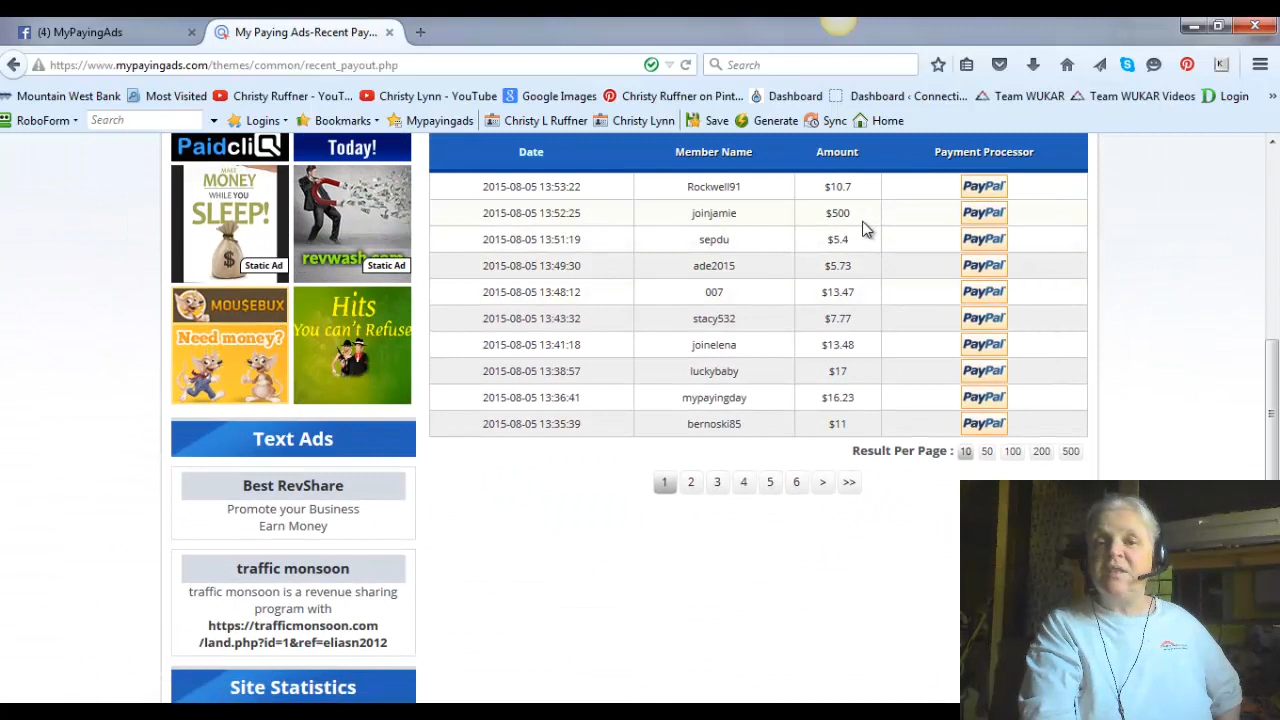 (4) MyPayingAds
My Paying Ads-Recent Pay...
https://www.mypayingads.com/themes/common/recent_payout.php
Search
Mountain West Bank Most Visited Christy Ruffner - YouT... Christy Lynn - YouTube Google Images Christy Ruffner on Pint... Dashboard Dashboard ‹ Connecti... Team WUKAR Team WUKAR Videos Login
RoboForm Search Logins Bookmarks Mypayingads Christy L Ruffner Christy Lynn Save Generate Sync Home
PaidcliQ
Today!
MAKE
MONEY
WHILE YOU
SLEEP!
$
Static Ad
revwash.com
Static Ad
MOU$EBUX
Need money?
Hits
You can't Refuse
Text Ads
Best RevShare
Promote your Business
Earn Money
traffic monsoon
traffic monsoon is a revenue sharing
program with
https://trafficmonsoon.com
/land.php?id=1&ref=eliasn2012
Site Statistics
Date Member Name Amount Payment Processor
2015-08-05 13:53:22 Rockwell91 $10.7 PayPal
2015-08-05 13:52:25 joinjamie $500 PayPal
2015-08-05 13:51:19 sepdu $5.4 PayPal
2015-08-05 13:49:30 ade2015 $5.73 PayPal
2015-08-05 13:48:12 007 $13.47 PayPal
2015-08-05 13:43:32 stacy532 $7.77 PayPal
2015-08-05 13:41:18 joinelena $13.48 PayPal
2015-08-05 13:38:57 luckybaby $17 PayPal
2015-08-05 13:36:41 mypayingday $16.23 PayPal
2015-08-05 13:35:39 bernoski85 $11 PayPal
Result Per Page : 10 50 100 200 500
1 2 3 4 5 6 > >>